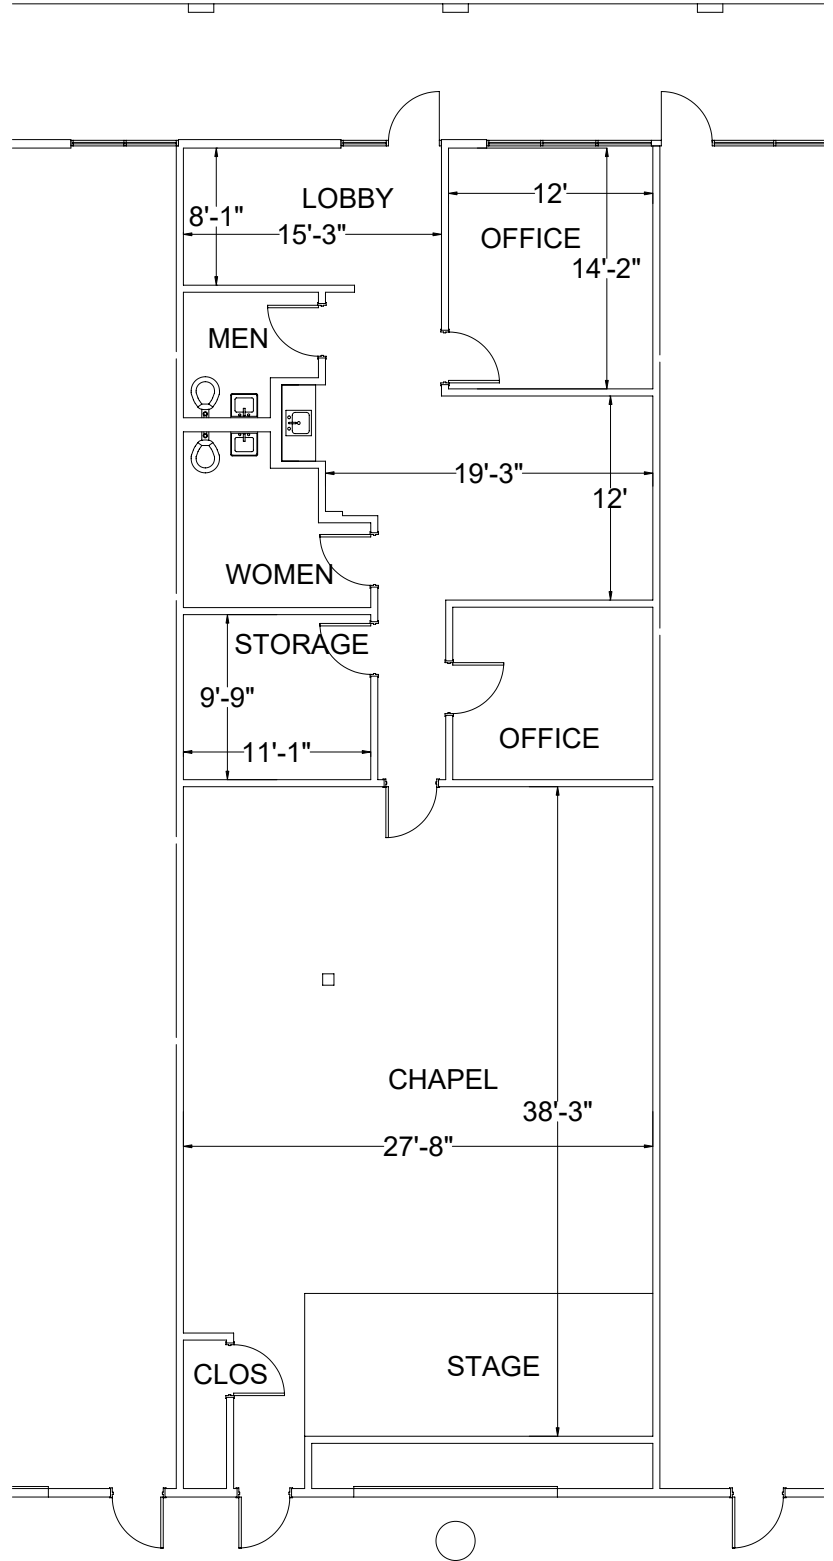 LOBBY
8'-1"
15'-3"
12'
OFFICE
14'-2"
MEN
19'-3"
12'
WOMEN
STORAGE
9'-9"
11'-1"
OFFICE
CHAPEL
38'-3"
27'-8"
STAGE
CLOS